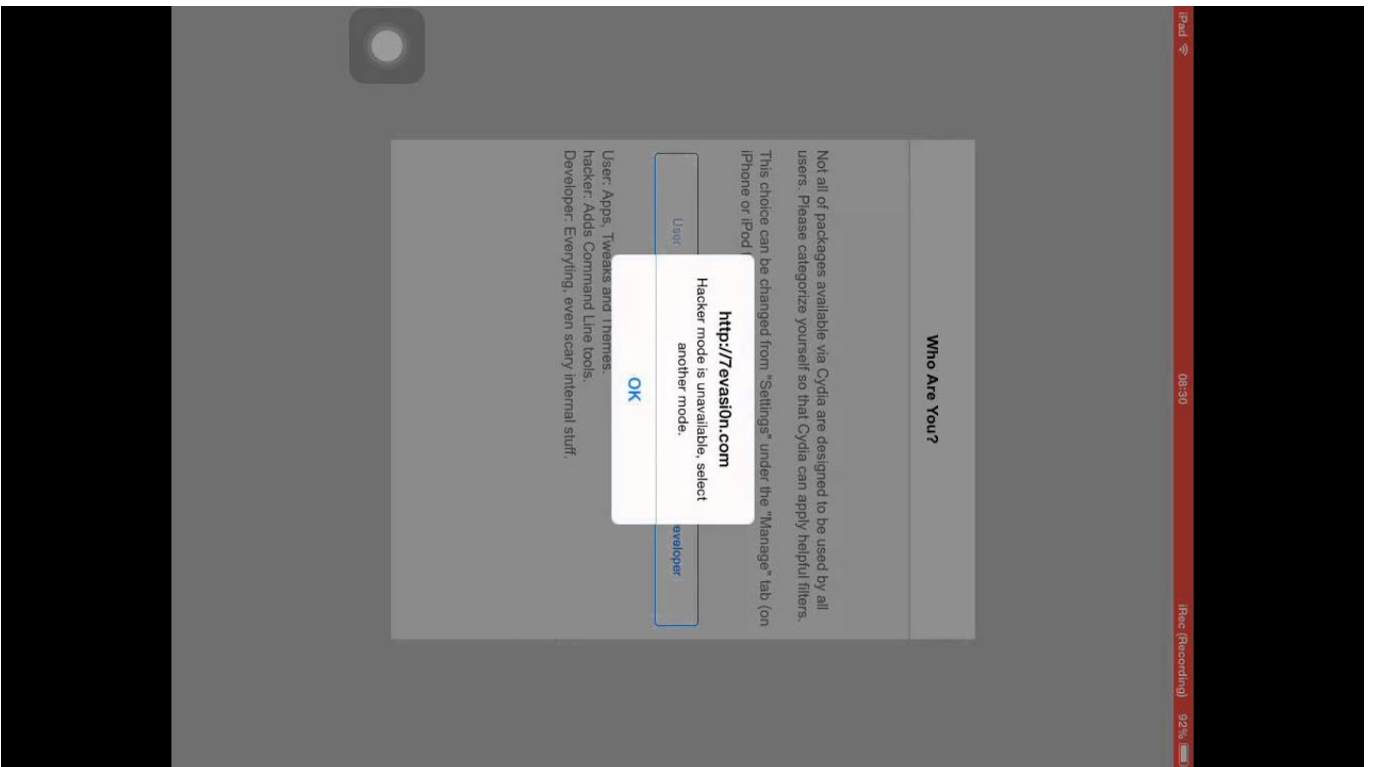 iPad
08:30
iRec (Recording)
92%
Who Are You?
Not all of packages available via Cydia are designed to be used by all
users. Please categorize yourself so that Cydia can apply helpful filters.
This choice can be changed from "Settings" under the "Manage" tab (on
iPhone or iPod
User
eveloper
http://7evasi0n.com
Hacker mode is unavailable, select
another mode.
OK
User: Apps, Tweaks and Themes.
hacker: Adds Command Line tools.
Developer: Everyting, even scary internal stuff.